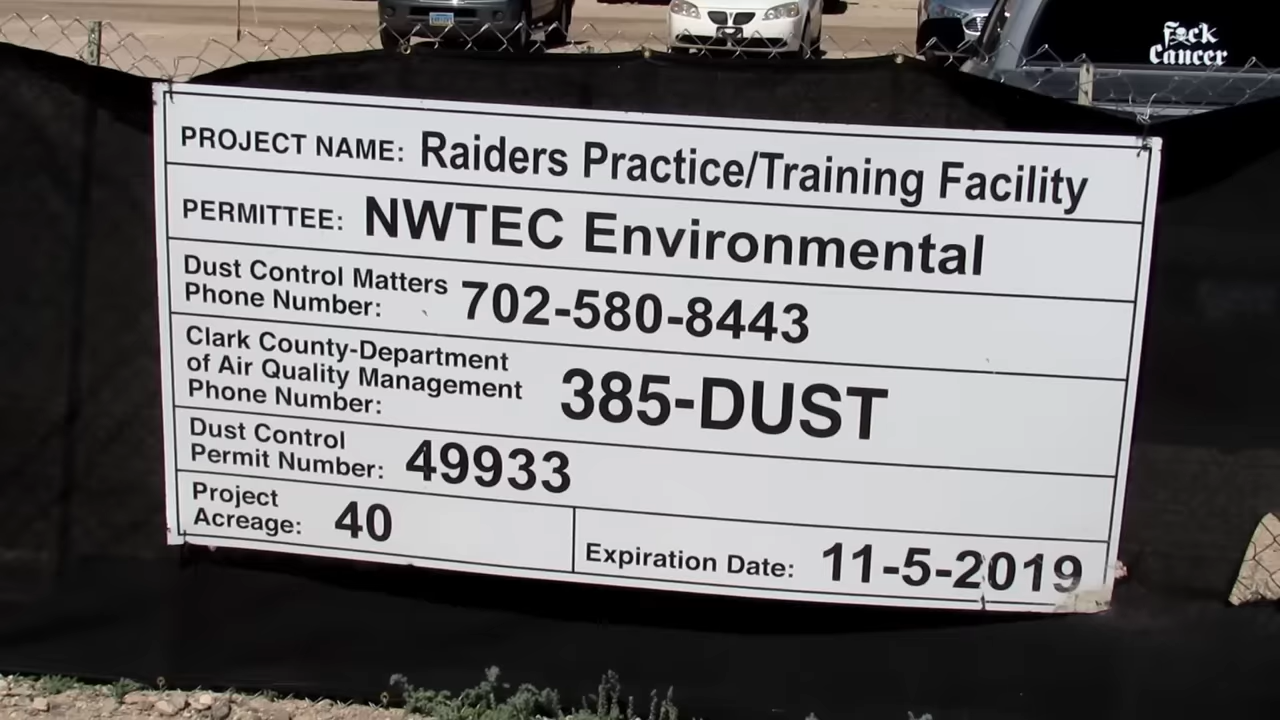 F☠ck
Cancer
PROJECT NAME: Raiders Practice/Training Facility
PERMITTEE: NWTEC Environmental
Dust Control Matters
Phone Number: 702-580-8443
Clark County-Department
of Air Quality Management
Phone Number: 385-DUST
Dust Control
Permit Number: 49933
Project
Acreage: 40
Expiration Date: 11-5-2019